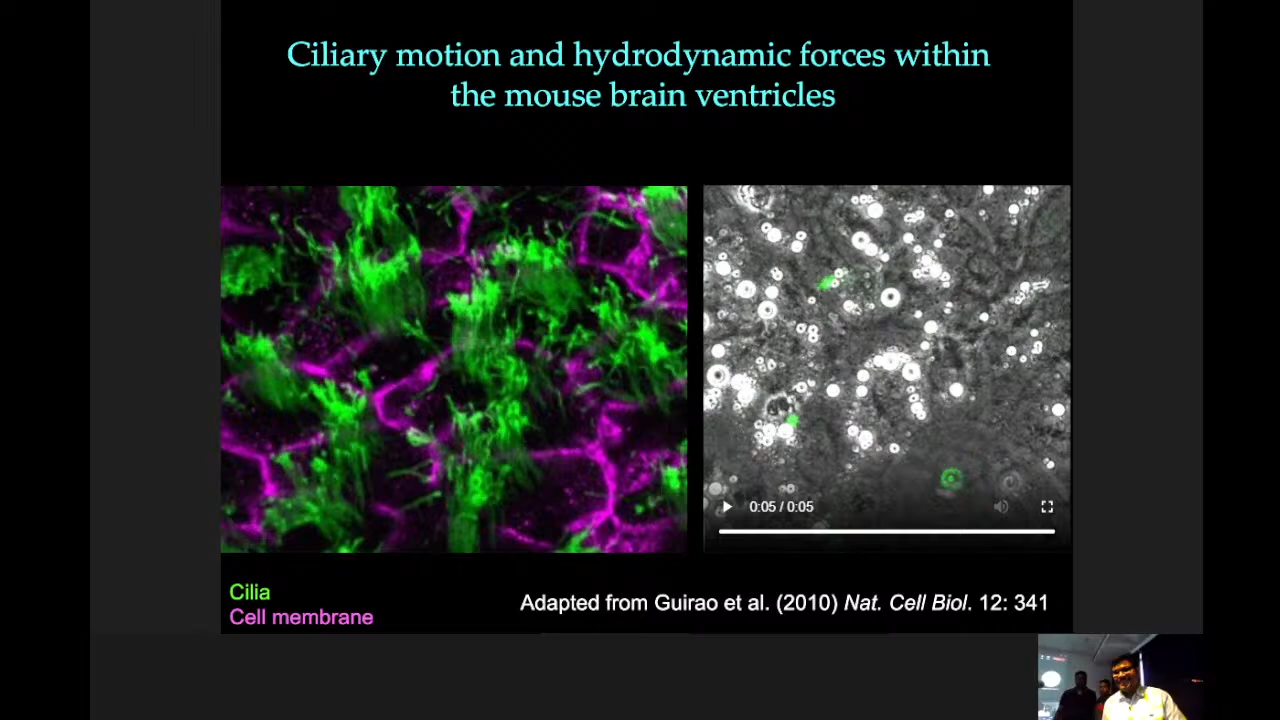 Ciliary motion and hydrodynamic forces within
the mouse brain ventricles
0:05 / 0:05
Cilia
Cell membrane
Adapted from Guirao et al. (2010) Nat. Cell Biol. 12: 341